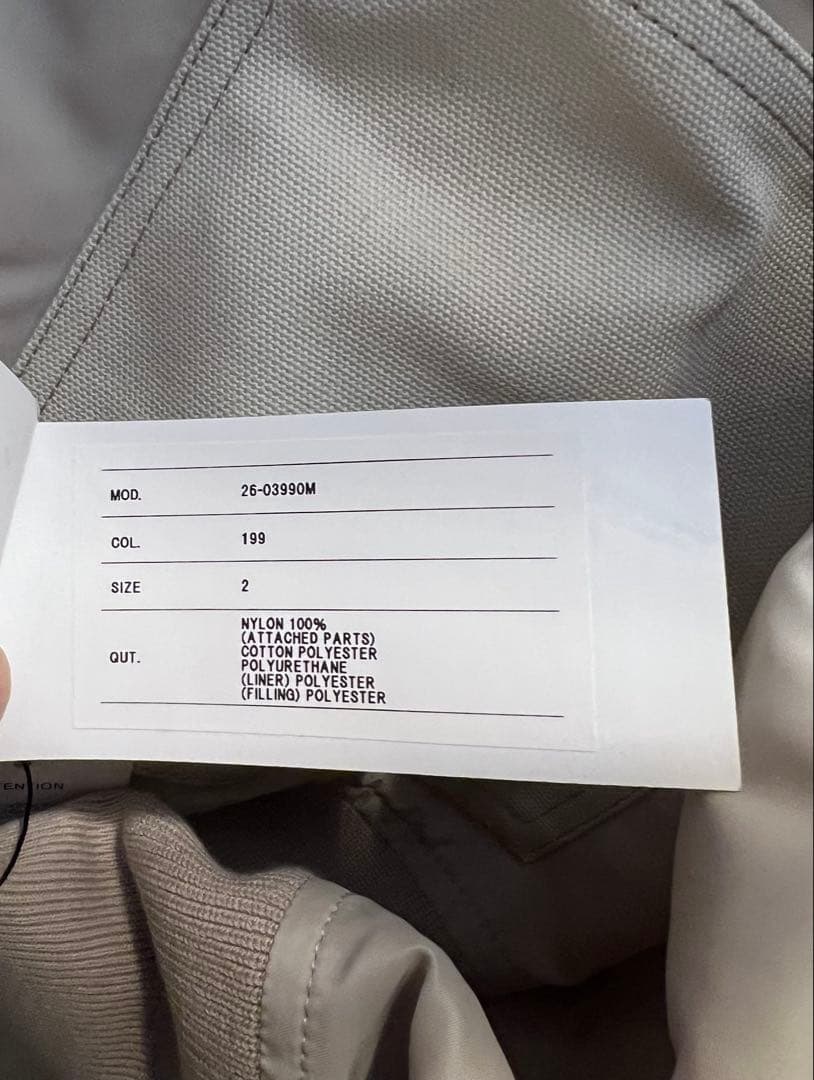 MOD. 26-03990M
COL. 199
SIZE 2
QUT. NYLON 100%
(ATTACHED PARTS)
COTTON POLYESTER
POLYURETHANE
(LINER) POLYESTER
(FILLING) POLYESTER